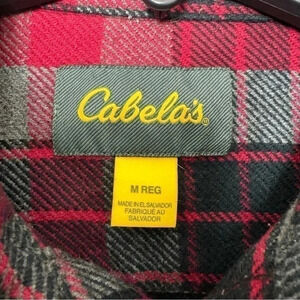 Cabela's®
M REG
MADE IN EL SALVADOR
FABRIQUÉ AU
SALVADOR